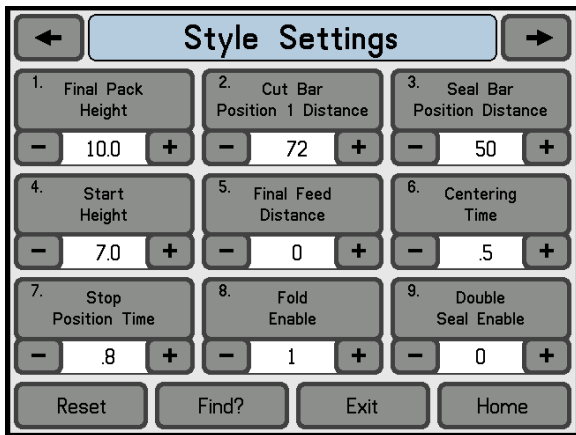 Style Settings
1. Final Pack
Height
− 10.0 +
2. Cut Bar
Position 1 Distance
− 72 +
3. Seal Bar
Position Distance
− 50 +
4. Start
Height
− 7.0 +
5. Final Feed
Distance
− 0 +
6. Centering
Time
− .5 +
7. Stop
Position Time
− .8 +
8. Fold
Enable
− 1 +
9. Double
Seal Enable
− 0 +
Reset
Find?
Exit
Home